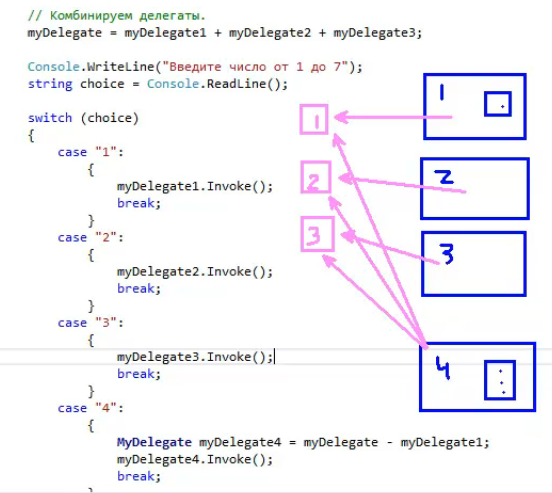 // Комбинируем делегаты.
myDelegate = myDelegate1 + myDelegate2 + myDelegate3;
Console.WriteLine("Введите число от 1 до 7");
string choice = Console.ReadLine();
switch (choice)
{
case "1":
{
myDelegate1.Invoke();
break;
}
case "2":
{
myDelegate2.Invoke();
break;
}
case "3":
{
myDelegate3.Invoke();
break;
}
case "4":
{
MyDelegate myDelegate4 = myDelegate - myDelegate1;
myDelegate4.Invoke();
break;
}
1
2
3
1
2
3
4